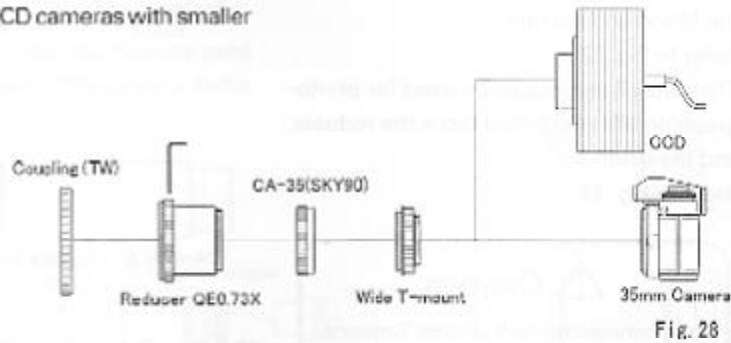 CD cameras with smaller
CCD
Coupling (TW)
CA-35(SKY90)
Reducer QE0.73X
Wide T-mount
35mm Camera
Fig. 28